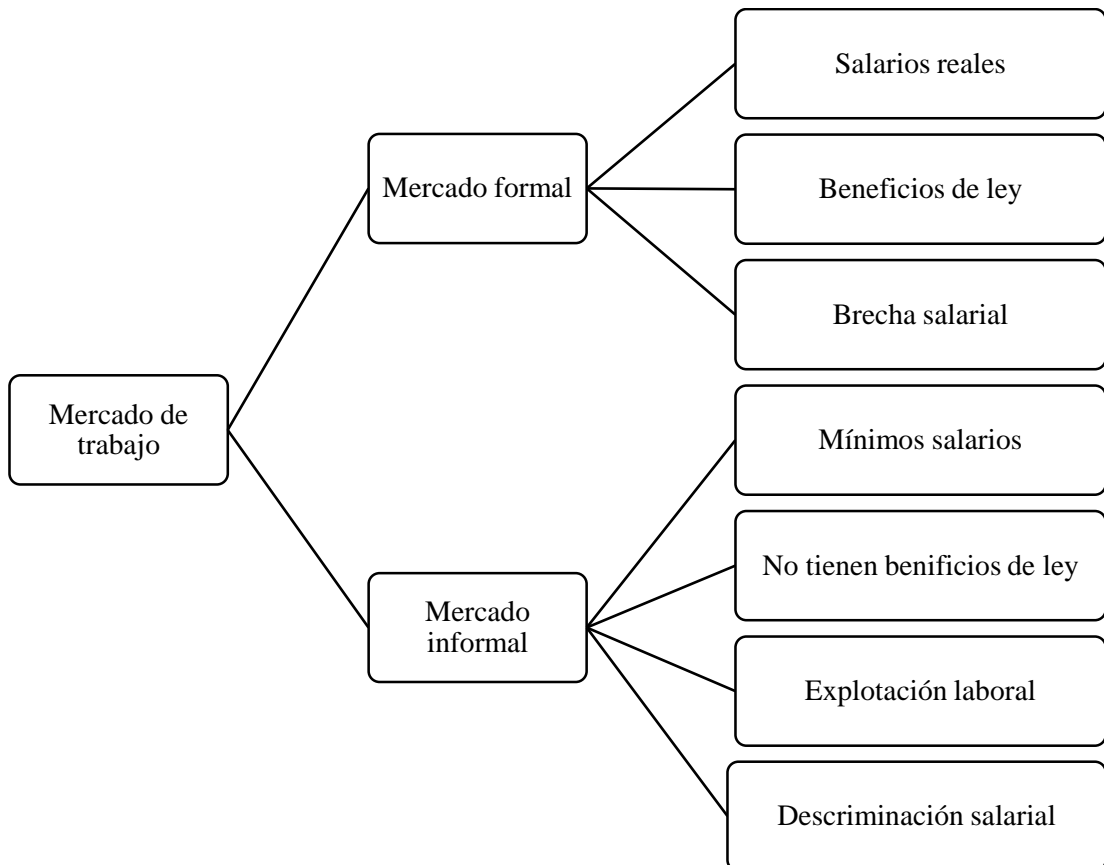 Mercado de
trabajo
Mercado formal
Salarios reales
Beneficios de ley
Brecha salarial
Mercado
informal
Mínimos salarios
No tienen benificios de ley
Explotación laboral
Descriminación salarial